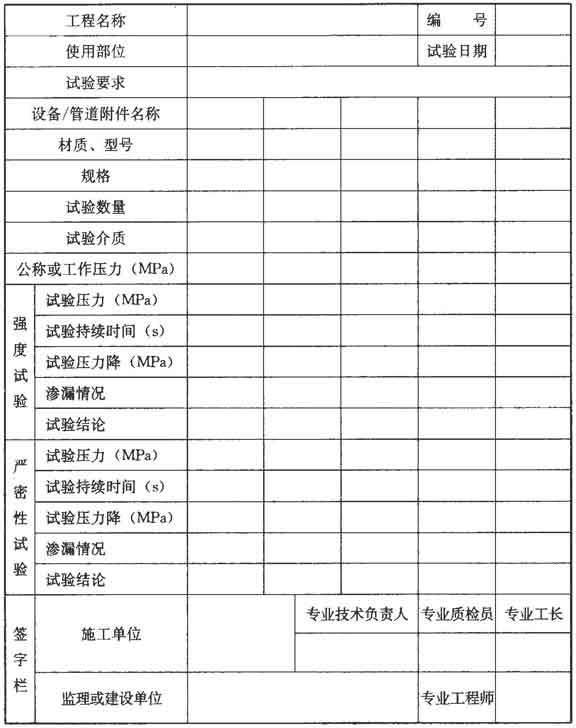 工程名称 编 号
使用部位 试验日期
试验要求
设备/管道附件名称
材质、型号
规格
试验数量
试验介质
公称或工作压力（MPa）
强度试验
试验压力（MPa）
试验持续时间（s）
试验压力降（MPa）
渗漏情况
试验结论
严密性试验
试验压力（MPa）
试验持续时间（s）
试验压力降（MPa）
渗漏情况
试验结论
签字栏
施工单位
专业技术负责人 专业质检员 专业工长
监理或建设单位 专业工程师